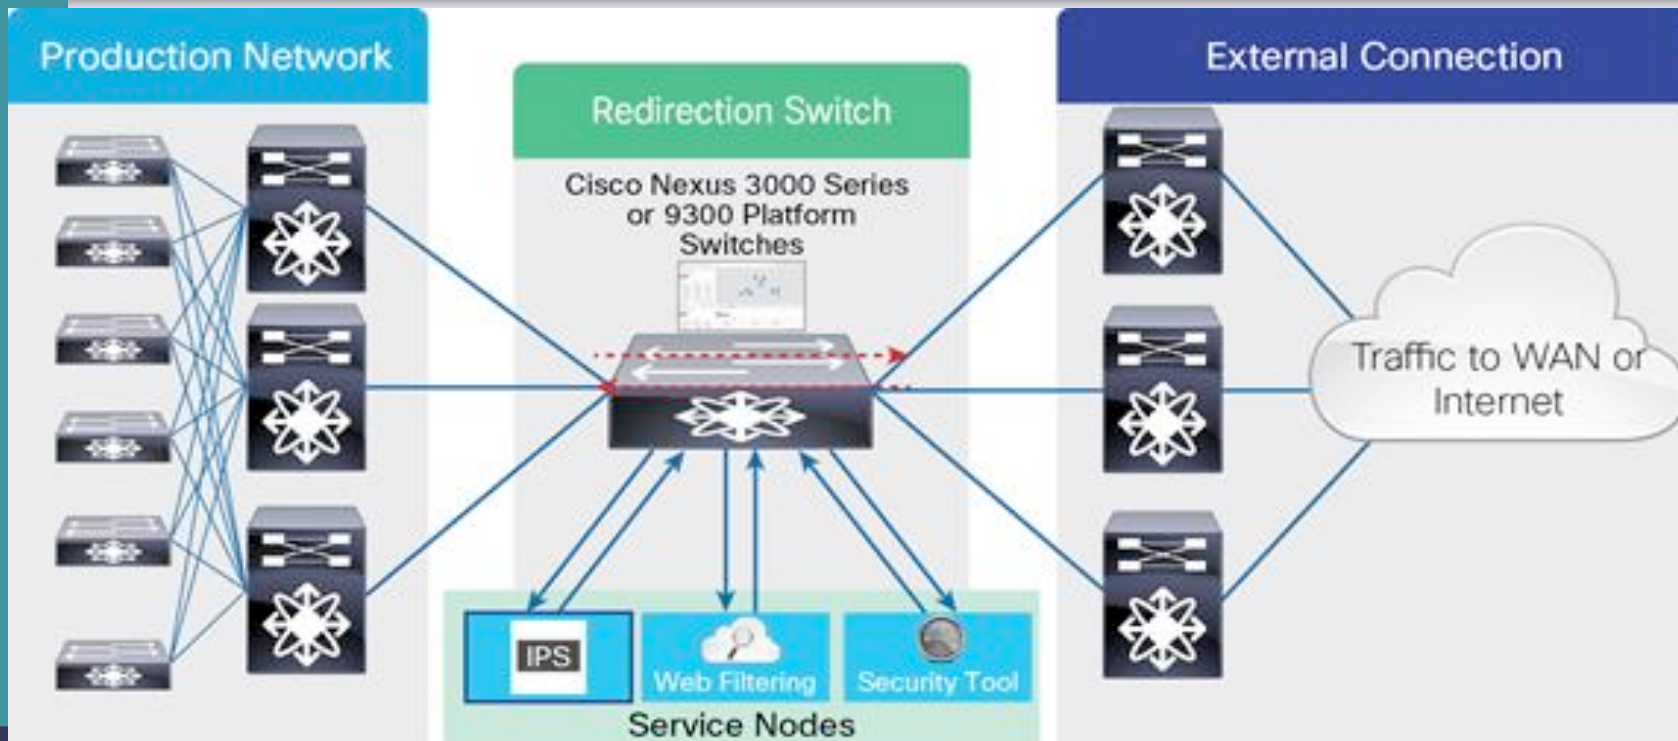 Production Network
Redirection Switch
Cisco Nexus 3000 Series
or 9300 Platform
Switches
External Connection
Traffic to WAN or
Internet
IPS
Web Filtering
Security Tool
Service Nodes